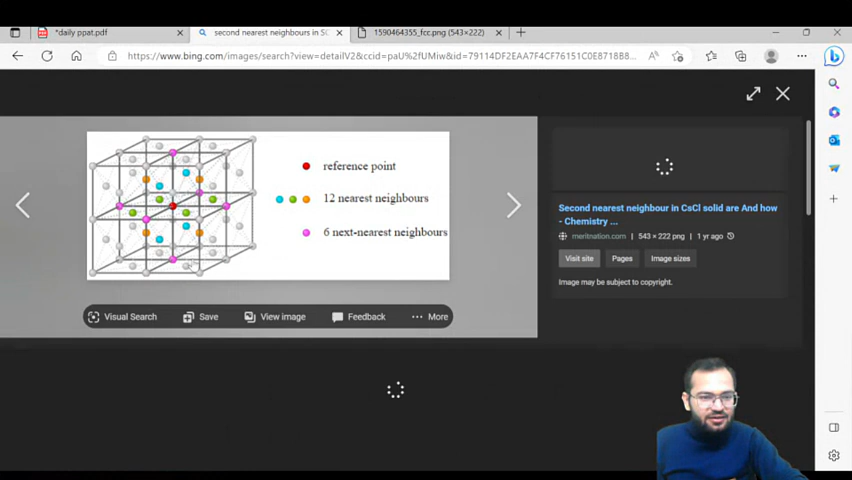 *daily ppat.pdf
second nearest neighbours in SC
1590464355_fcc.png (543×222)
https://www.bing.com/images/search?view=detailV2&ccid=paU%2fUMiw&id=79114DF2EAA7F4CF76151C0E8718B8...
reference point
12 nearest neighbours
6 next-nearest neighbours
Second nearest neighbour in CsCl solid are And how
- Chemistry ...
meritnation.com | 543 × 222 png | 1 yr ago
Visit site
Pages
Image sizes
Image may be subject to copyright.
Visual Search
Save
View image
Feedback
... More